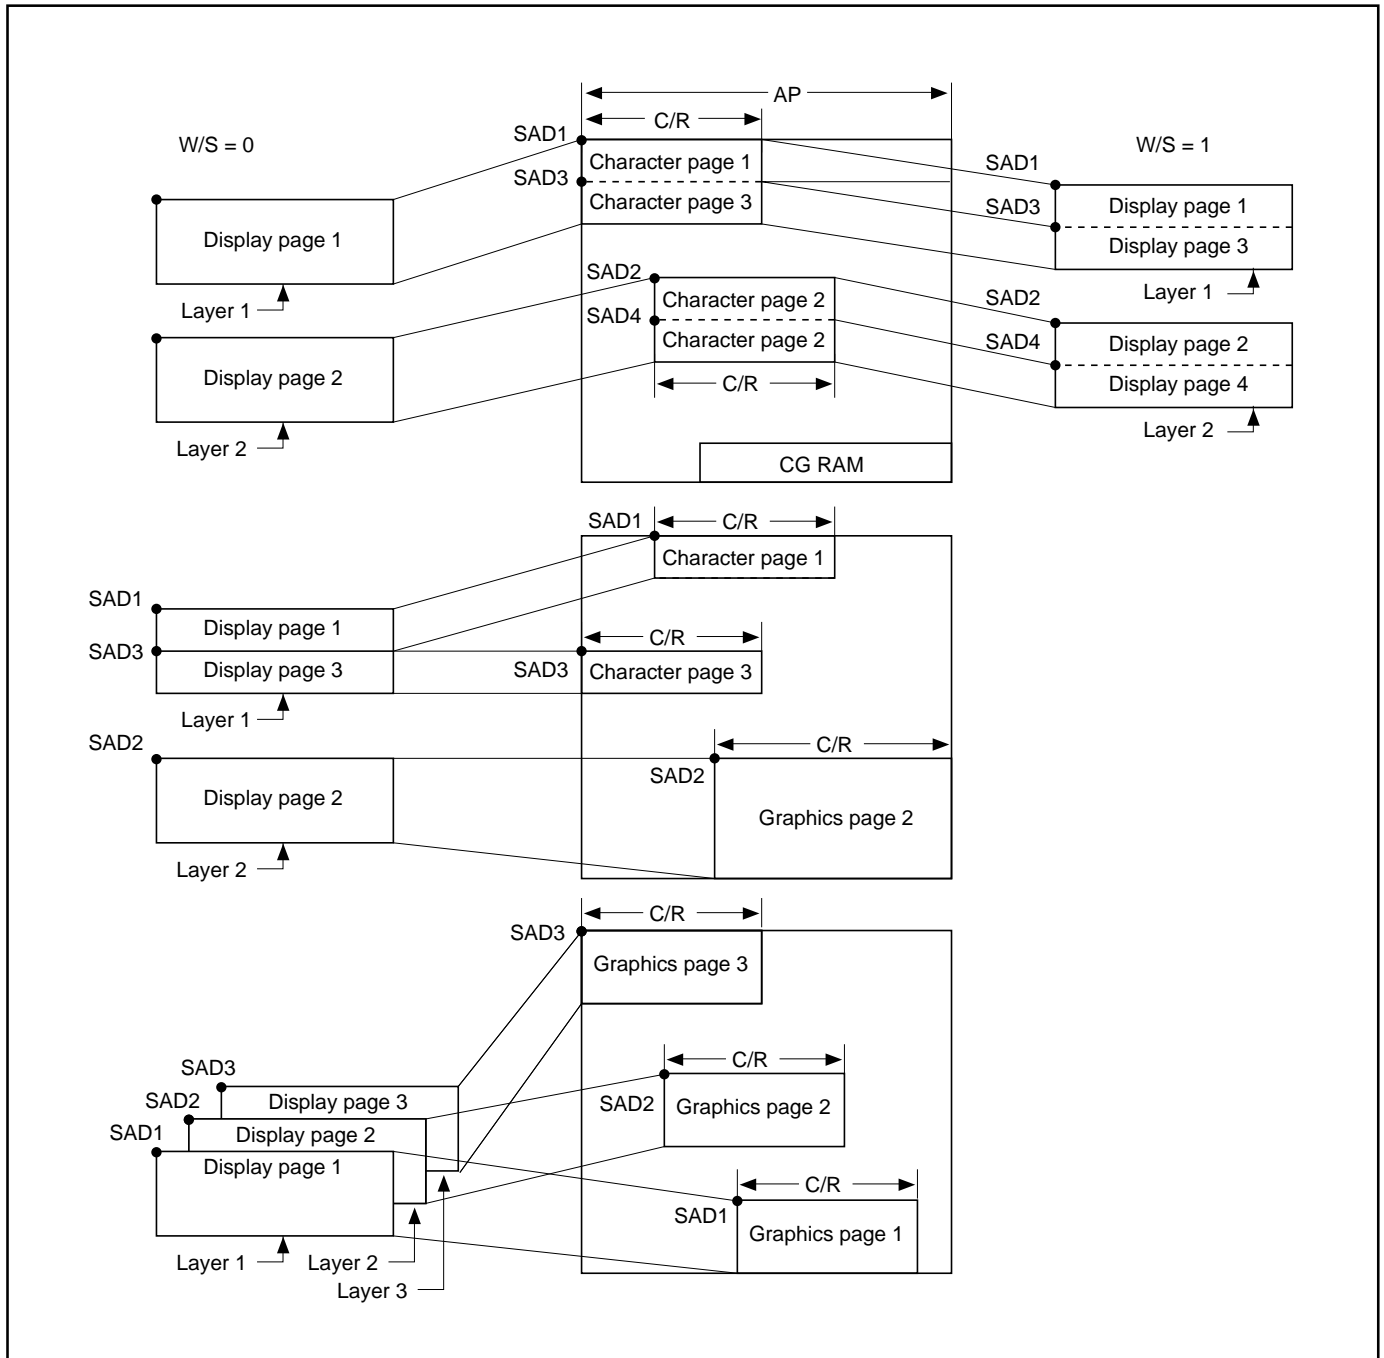 AP
C/R
W/S = 0
SAD1
W/S = 1
Character page 1
SAD1
SAD3
Character page 3
SAD3
Display page 1
Display page 1
Display page 3
Layer 1
Layer 1
SAD2
Character page 2
SAD2
SAD4
Character page 2
SAD4
Display page 2
Display page 2
Display page 4
C/R
Layer 2
Layer 2
CG RAM
SAD1
C/R
Character page 1
SAD1
Display page 1
C/R
SAD3
Display page 3
SAD3
Character page 3
Layer 1
SAD2
C/R
SAD2
Display page 2
Graphics page 2
Layer 2
C/R
SAD3
Graphics page 3
C/R
SAD3
SAD2
Display page 3
SAD2
Graphics page 2
SAD1
Display page 2
Display page 1
C/R
SAD1
Graphics page 1
Layer 1
Layer 2
Layer 3